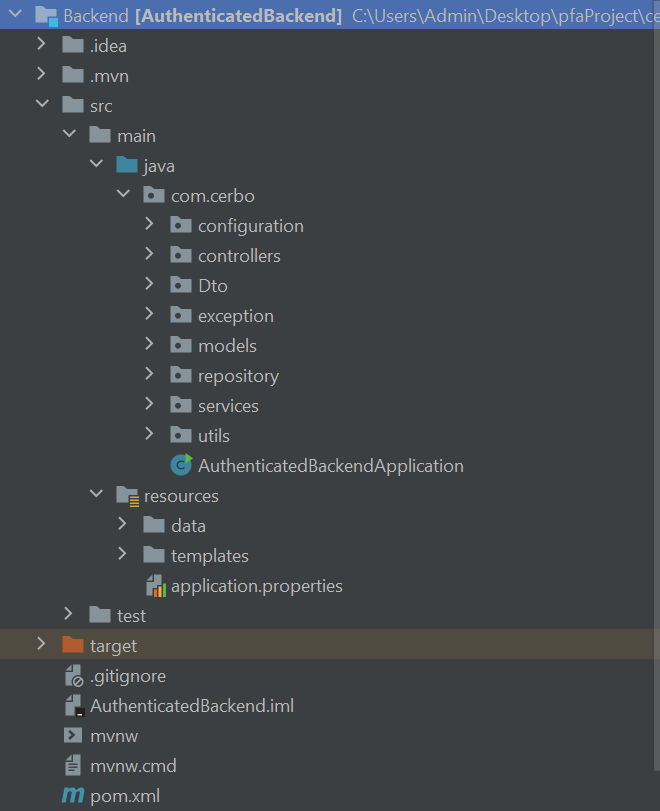 Backend [AuthenticatedBackend] C:\Users\Admin\Desktop\pfaProject\ce
.idea
.mvn
src
main
java
com.cerbo
configuration
controllers
Dto
exception
models
repository
services
utils
AuthenticatedBackendApplication
resources
data
templates
application.properties
test
target
.gitignore
AuthenticatedBackend.iml
mvnw
mvnw.cmd
pom.xml